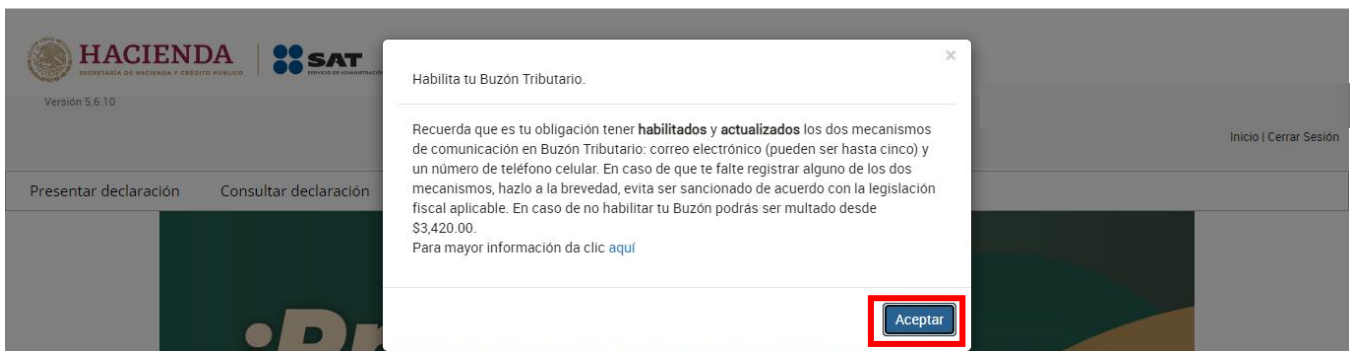 HACIENDA
SECRETARÍA DE HACIENDA Y CRÉDITO PÚBLICO
SAT
SERVICIO DE
Versión 5.6.10
Inicio | Cerrar Sesión
Presentar declaración Consultar declaración
Habilita tu Buzón Tributario.
×
Recuerda que es tu obligación tener habilitados y actualizados los dos mecanismos
de comunicación en Buzón Tributario: correo electrónico (pueden ser hasta cinco) y
un número de teléfono celular. En caso de que te falte registrar alguno de los dos
mecanismos, hazlo a la brevedad, evita ser sancionado de acuerdo con la legislación
fiscal aplicable. En caso de no habilitar tu Buzón podrás ser multado desde
$3,420.00.
Para mayor información da clic aquí
Aceptar